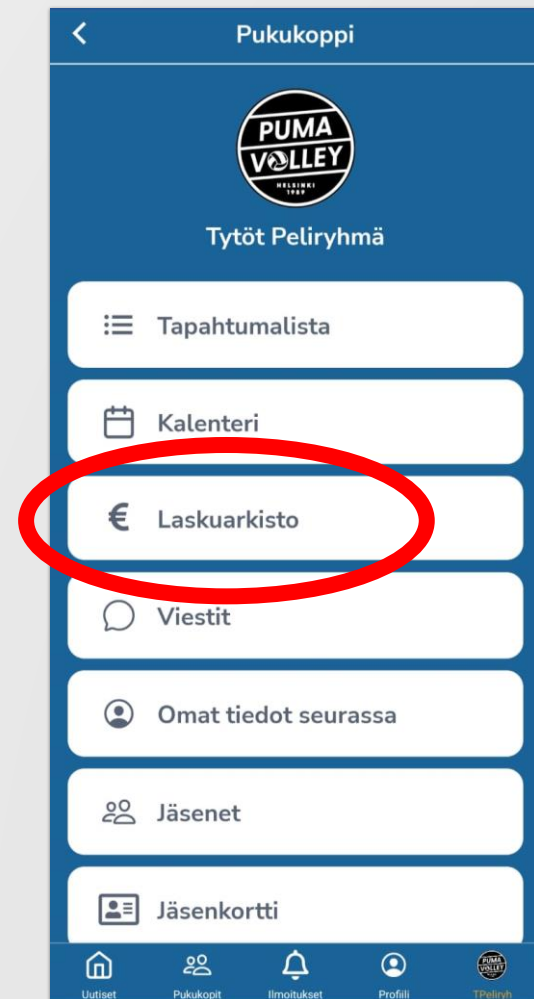 Pukukoppi
PUMA
VOLLEY
HELSINKI
1989
Tytöt Peliryhmä
Tapahtumalista
Kalenteri
€ Laskuarkisto
Viestit
Omat tiedot seurassa
Jäsenet
Jäsenkortti
Uutiset Pukukopit Ilmoitukset Profiili TPeliryh